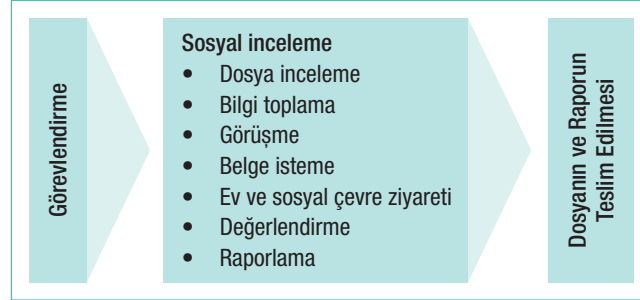 Görevlendirme
Sosyal inceleme
• Dosya inceleme
• Bilgi toplama
• Görüşme
• Belge isteme
• Ev ve sosyal çevre ziyareti
• Değerlendirme
• Raporlama
Dosyanın ve Raporun
Teslim Edilmesi